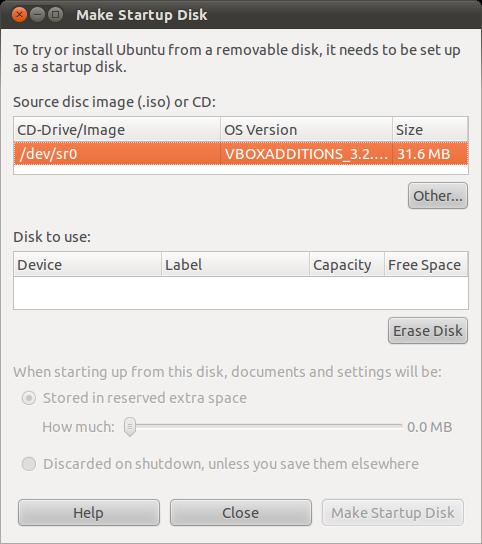 Make Startup Disk
To try or install Ubuntu from a removable disk, it needs to be set up
as a startup disk.
Source disc image (.iso) or CD:
CD-Drive/Image OS Version Size
/dev/sr0 VBOXADDITIONS_3.2.... 31.6 MB
Other...
Disk to use:
Device Label Capacity Free Space
Erase Disk
When starting up from this disk, documents and settings will be:
Stored in reserved extra space
How much: 0.0 MB
Discarded on shutdown, unless you save them elsewhere
Help Close Make Startup Disk